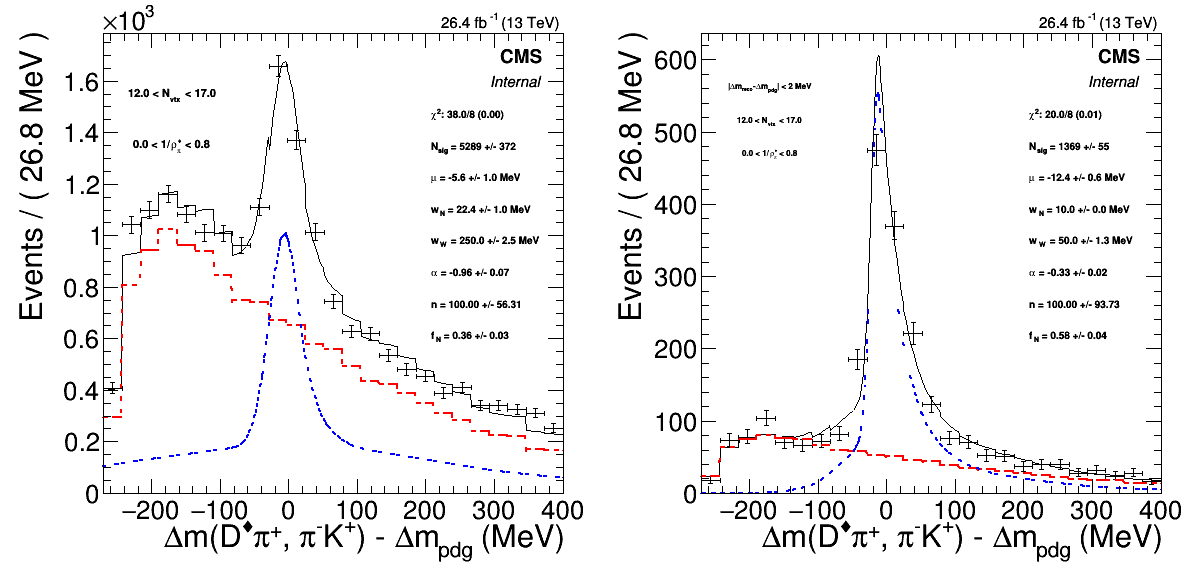 ×10³
26.4 fb⁻¹ (13 TeV)
CMS
Internal
12.0 < N_vtx < 17.0
0.0 < 1/ρ_π^♦ < 0.8
χ²: 38.0/8 (0.00)
N_sig = 5289 +/- 372
μ = -5.6 +/- 1.0 MeV
w_N = 22.4 +/- 1.0 MeV
w_W = 250.0 +/- 2.5 MeV
α = -0.96 +/- 0.07
n = 100.00 +/- 56.31
f_N = 0.36 +/- 0.03
Events / ( 26.8 MeV )
1.6
1.4
1.2
1
0.8
0.6
0.4
0.2
0
−200 −100 0 100 200 300 400
Δm(D♦π⁺, π⁻K⁺) - Δm_pdg (MeV)
26.4 fb⁻¹ (13 TeV)
CMS
Internal
|Δm_reco-Δm_pdg| < 2 MeV
12.0 < N_vtx < 17.0
0.0 < 1/ρ_π^♦ < 0.8
χ²: 20.0/8 (0.01)
N_sig = 1369 +/- 55
μ = -12.4 +/- 0.6 MeV
w_N = 10.0 +/- 0.0 MeV
w_W = 50.0 +/- 1.3 MeV
α = -0.33 +/- 0.02
n = 100.00 +/- 93.73
f_N = 0.58 +/- 0.04
Events / ( 26.8 MeV )
600
500
400
300
200
100
0
−200 −100 0 100 200 300 400
Δm(D♦π⁺, π⁻K⁺) - Δm_pdg (MeV)